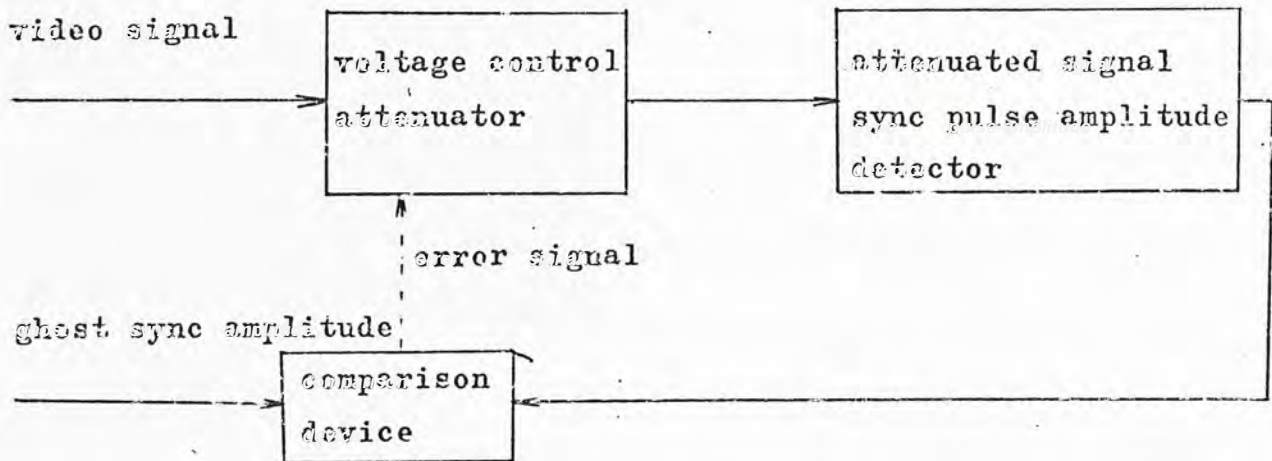 video signal
voltage control
attenuator
attenuated signal
sync pulse amplitude
detector
error signal
ghost sync amplitude
comparison
device